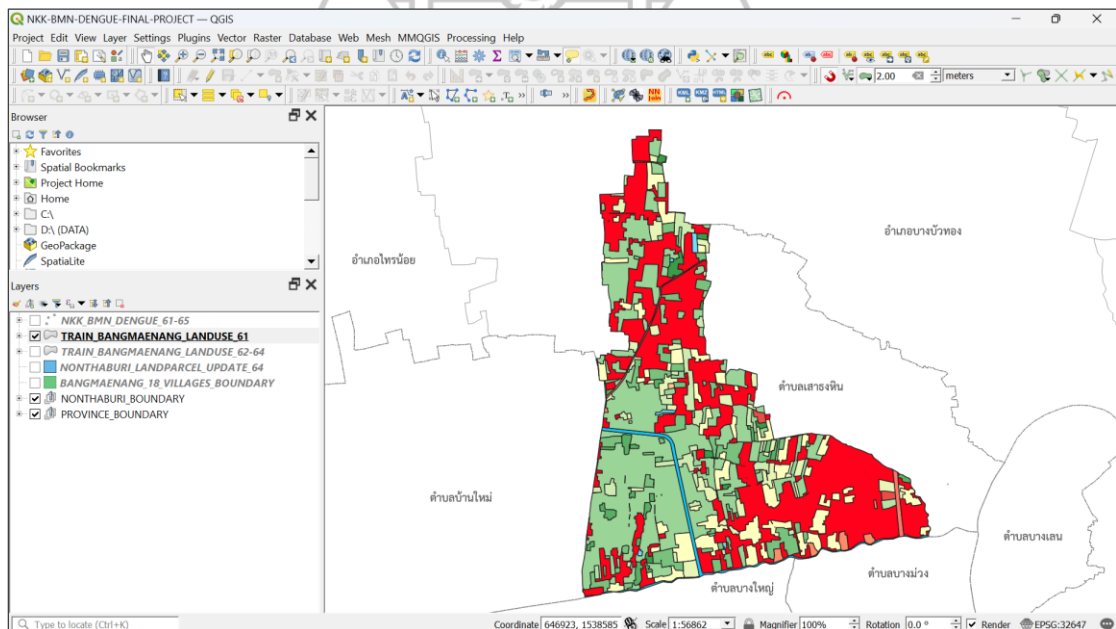 NKK-BMN-DENGUE-FINAL-PROJECT — QGIS
Project Edit View Layer Settings Plugins Vector Raster Database Web Mesh MMQGIS Processing Help
2.00 meters
Browser
Favorites
Spatial Bookmarks
Project Home
Home
C:\
D:\ (DATA)
GeoPackage
SpatiaLite
Layers
NKK_BMN_DENGUE_61-65
TRAIN_BANGMAENANG_LANDUSE_61
TRAIN_BANGMAENANG_LANDUSE_62-64
NONTHABURI_LANDPARCEL_UPDATE_64
BANGMAENANG_18_VILLAGES_BOUNDARY
NONTHABURI_BOUNDARY
PROVINCE_BOUNDARY
อำเภอไทรน้อย
อำเภอบางบัวทอง
ตำบลเสาธงหิน
ตำบลบ้านใหม่
ตำบลบางเลน
ตำบลบางม่วง
ตำบลบางใหญ่
Type to locate (Ctrl+K) Coordinate 646923, 1538585 Scale 1:56862 Magnifier 100% Rotation 0.0 ° Render EPSG:32647